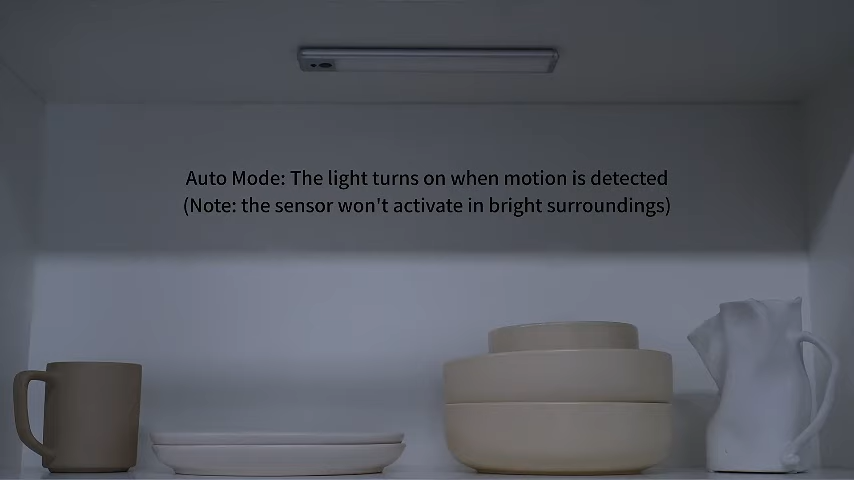 Auto Mode: The light turns on when motion is detected
(Note: the sensor won't activate in bright surroundings)